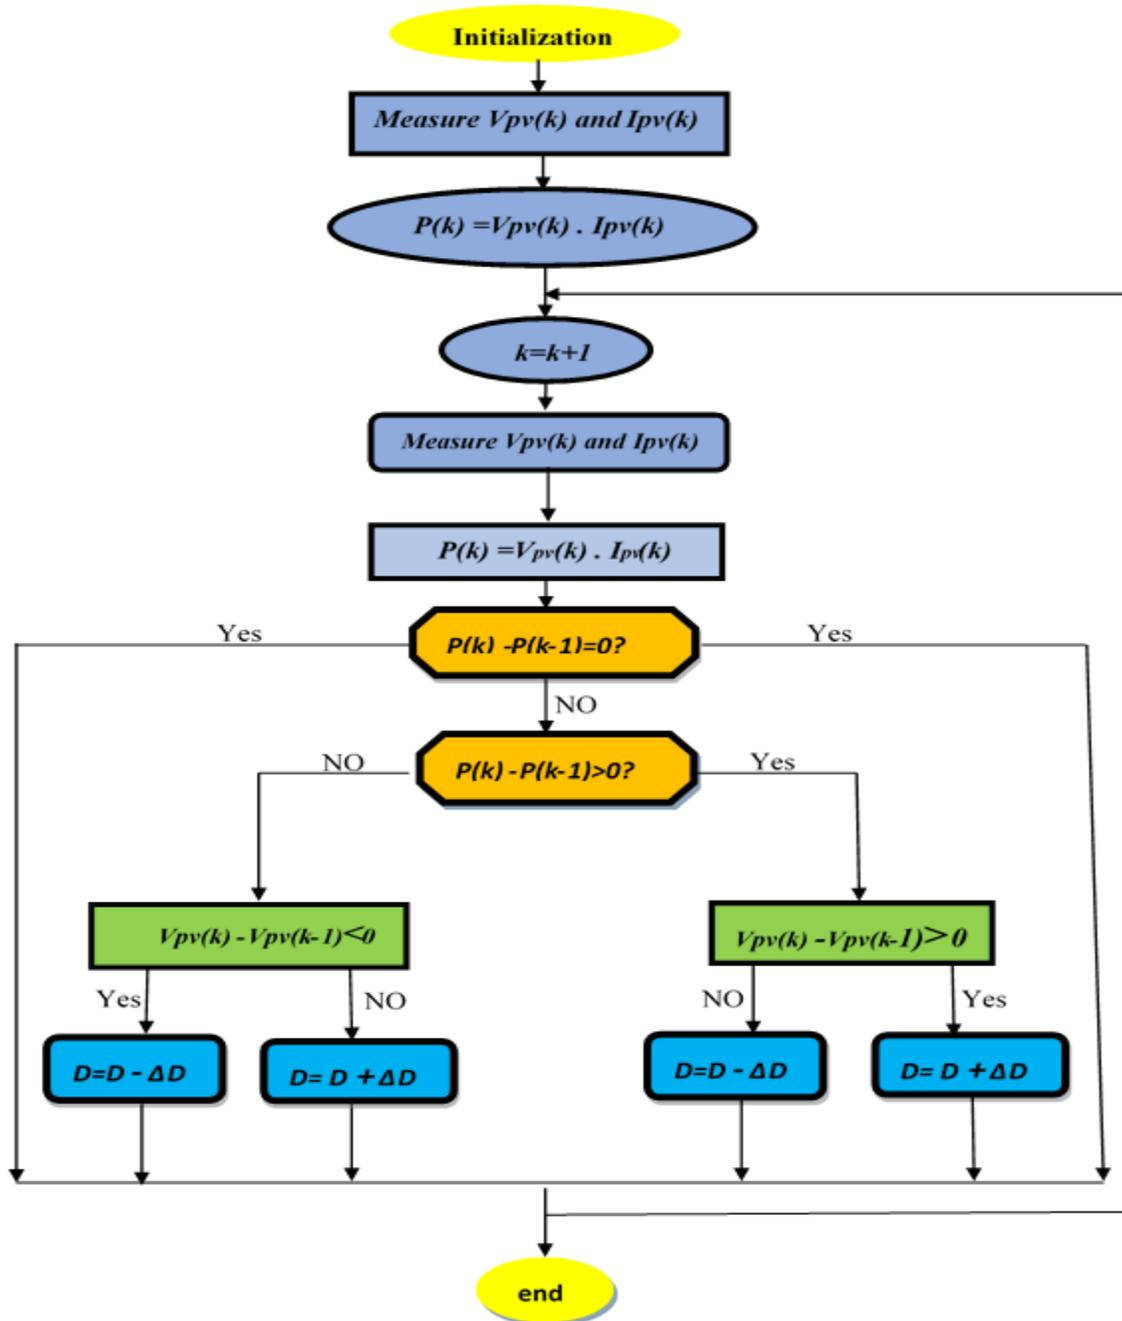 Initialization
Measure Vpv(k) and Ipv(k)
P(k) =Vpv(k) . Ipv(k)
k=k+1
Measure Vpv(k) and Ipv(k)
P(k) =Vpv(k) . Ipv(k)
Yes
P(k) -P(k-1)=0?
Yes
NO
NO
P(k) -P(k-1)>0?
Yes
Vpv(k) -Vpv(k-1)<0
Vpv(k) -Vpv(k-1)>0
Yes
NO
NO
Yes
D=D - ΔD
D= D +ΔD
D=D - ΔD
D= D +ΔD
end